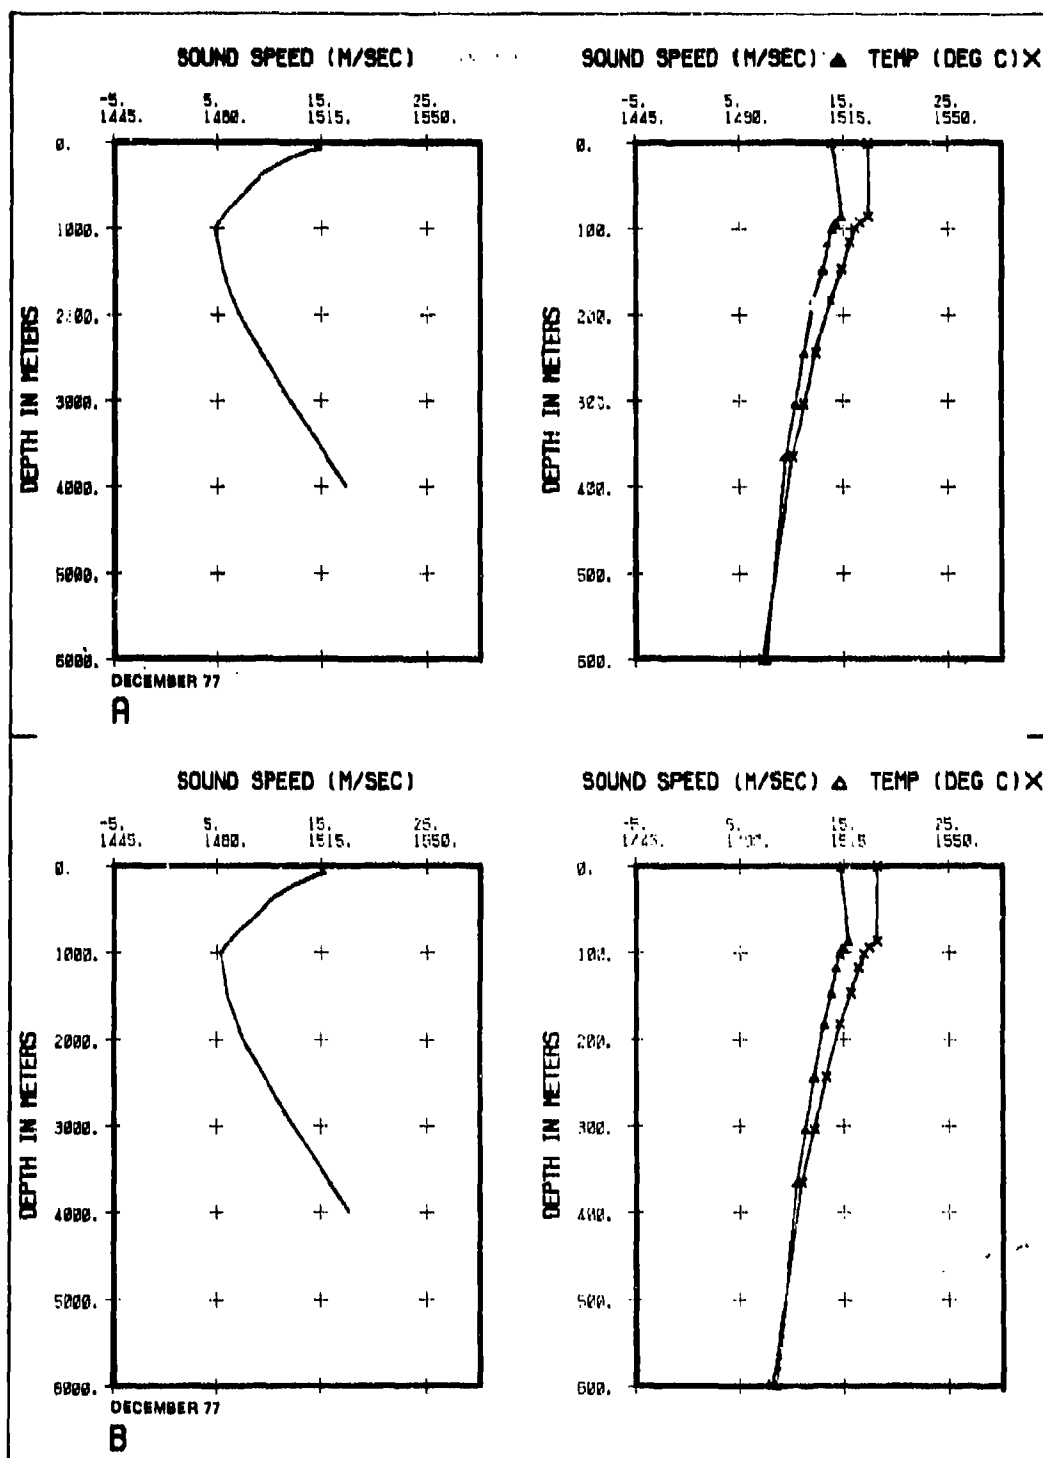 SOUND SPEED (M/SEC)
SOUND SPEED (M/SEC) ▲ TEMP (DEG C) X
-5. 5. 15. 25.
1445. 1480. 1515. 1550.
-5. 5. 15. 25.
1445. 1515. 1550.
0.
1000.
3000.
4000.
5000.
6000.
DEPTH IN METERS
0.
100.
200.
400.
500.
600.
DEPTH IN METERS
DECEMBER 77
A
SOUND SPEED (M/SEC)
SOUND SPEED (M/SEC) △ TEMP (DEG C) X
-5. 5. 15. 25.
1445. 1480. 1515. 1550.
-5. 5. 15. 25.
1550.
0.
1000.
2000.
3000.
4000.
5000.
6000.
DEPTH IN METERS
0.
100.
200.
300.
400.
500.
600.
DEPTH IN METERS
DECEMBER 77
B